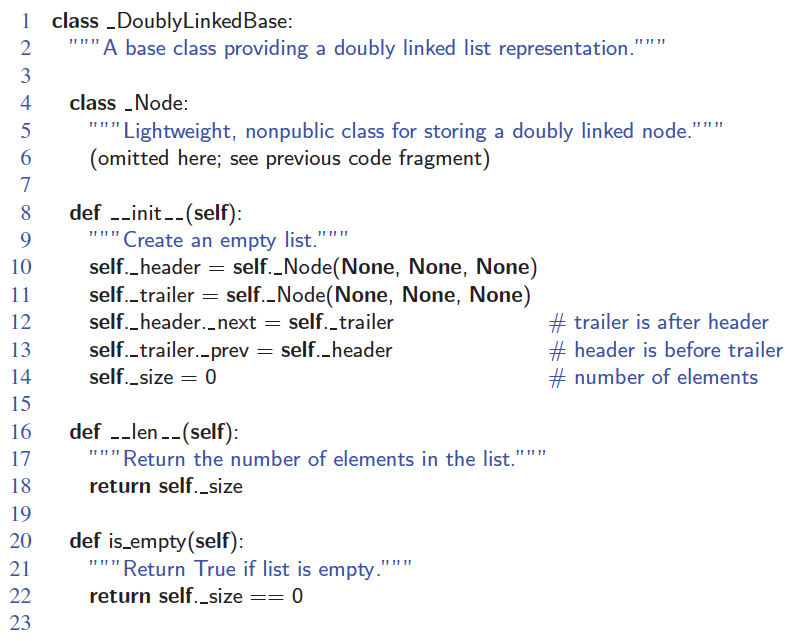 1 class _DoublyLinkedBase:
2 """A base class providing a doubly linked list representation."""
3
4 class _Node:
5 """Lightweight, nonpublic class for storing a doubly linked node."""
6 (omitted here; see previous code fragment)
7
8 def __init__(self):
9 """Create an empty list."""
10 self._header = self._Node(None, None, None)
11 self._trailer = self._Node(None, None, None)
12 self._header._next = self._trailer # trailer is after header
13 self._trailer._prev = self._header # header is before trailer
14 self._size = 0 # number of elements
15
16 def __len__(self):
17 """Return the number of elements in the list."""
18 return self._size
19
20 def is_empty(self):
21 """Return True if list is empty."""
22 return self._size == 0
23